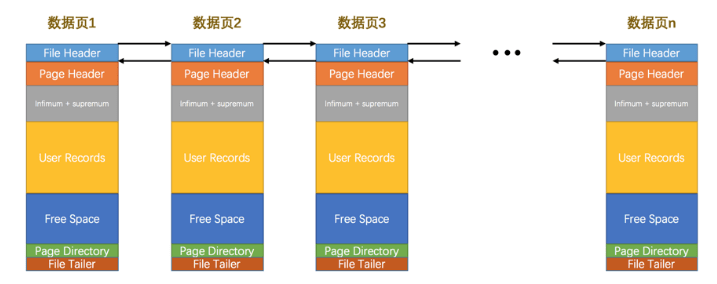 数据页1 数据页2 数据页3 数据页n
File Header File Header File Header ••• File Header
Page Header Page Header Page Header Page Header
Infimum + supremum Infimum + supremum Infimum + supremum Infimum + supremum
User Records User Records User Records User Records
Free Space Free Space Free Space Free Space
Page Directory Page Directory Page Directory Page Directory
File Tailer File Tailer File Tailer File Tailer